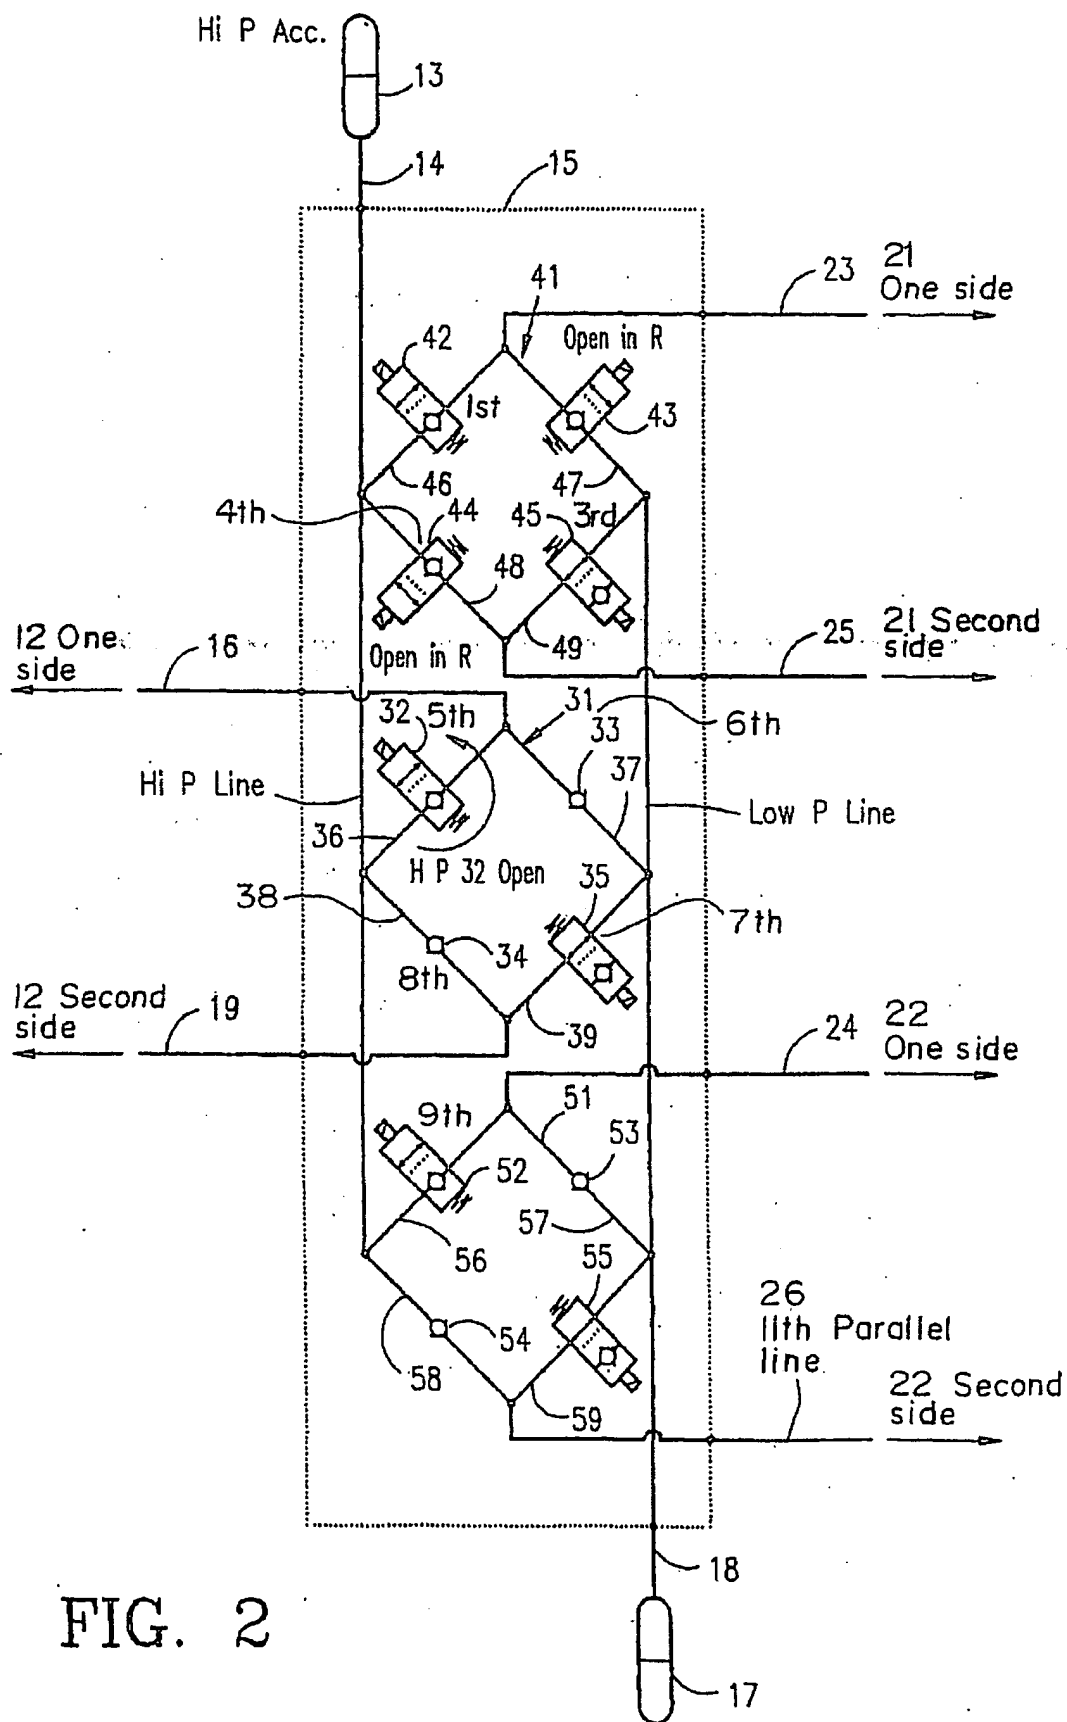 Hi P Acc.
13
14
15
23
21
One side
41
Open in R
42
1st
43
46
47
4th
44
45
3rd
48
49
12 One
side
16
Open in R
25
21 Second
side
32
5th
31
33
6th
Hi P Line
37
Low P Line
36
H P 32 Open
38
35
7th
34
8th
12 Second
side
19
39
24
22
One side
9th
51
53
52
57
56
55
26
11th Parallel
line
54
58
59
22 Second
side
18
FIG. 2
17